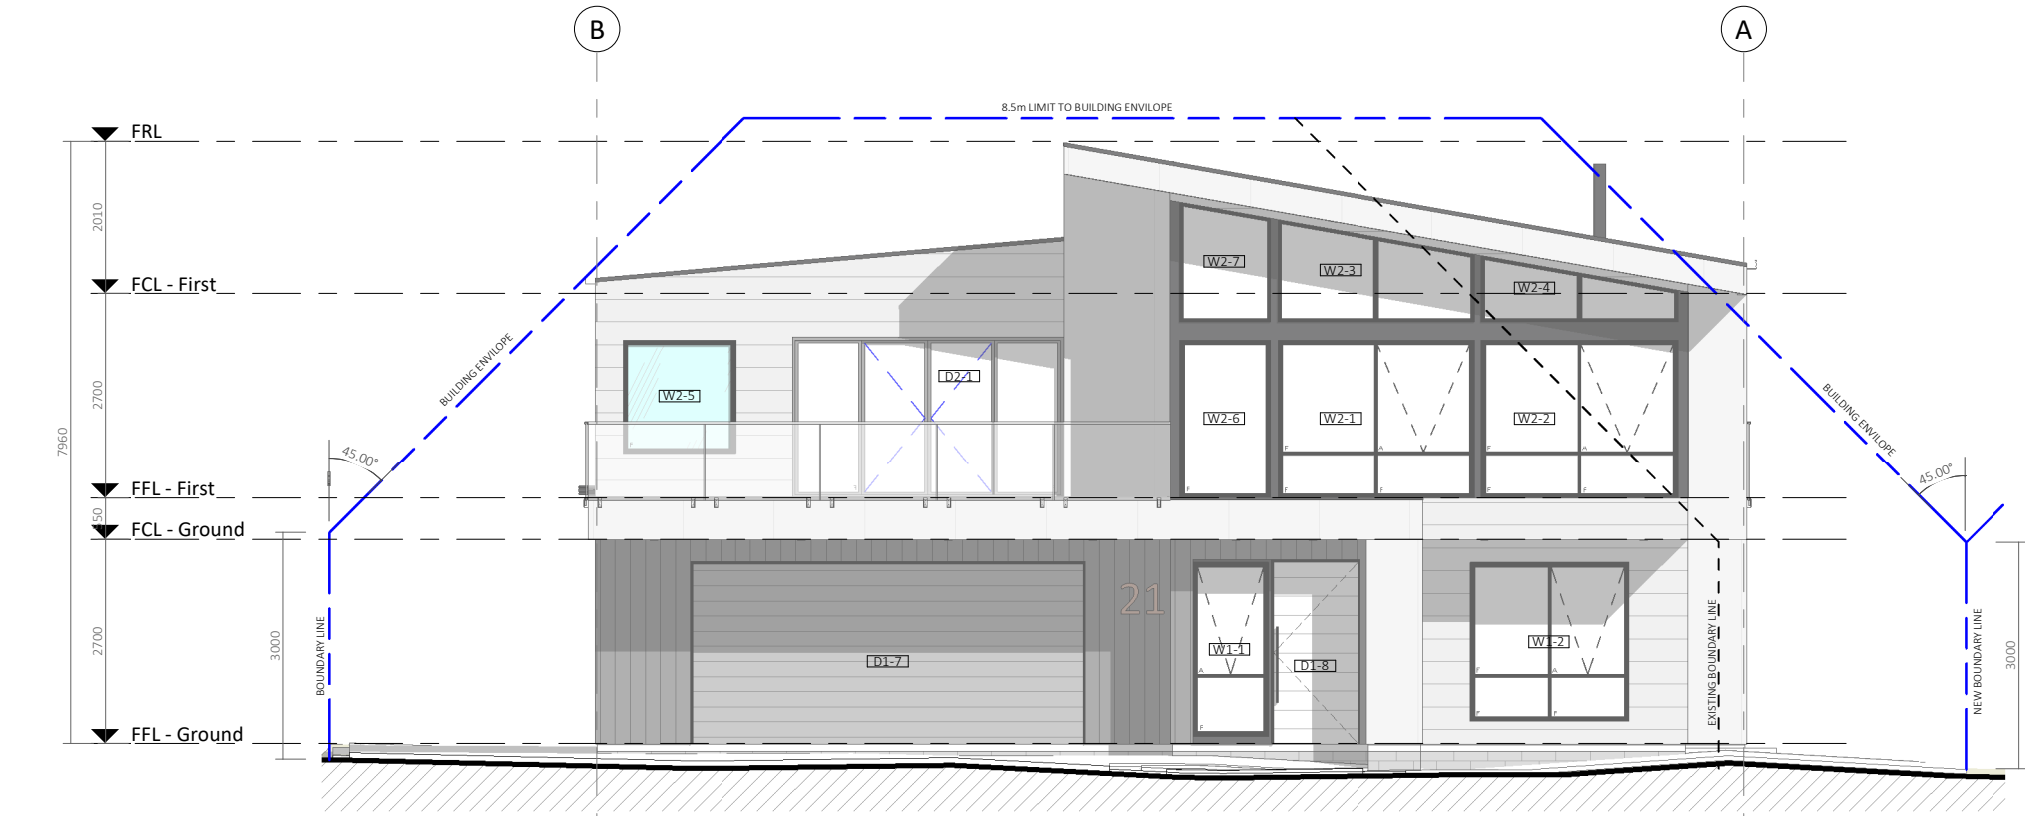 B
A
8.5m LIMIT TO BUILDING ENVILOPE
FRL
2010
FCL - First
W2-7
W2-3
W2-4
BUILDING ENVILOPE
D2-1
W2-5
2700
W2-6
W2-1
W2-2
BUILDING ENVILOPE
7960
45.00°
45.00°
FFL - First
FCL - Ground
21
3000
2700
BOUNDARY LINE
D1-7
W1-1
D1-8
W1-2
EXISTING BOUNDARY LINE
NEW BOUNDARY LINE
3000
FFL - Ground